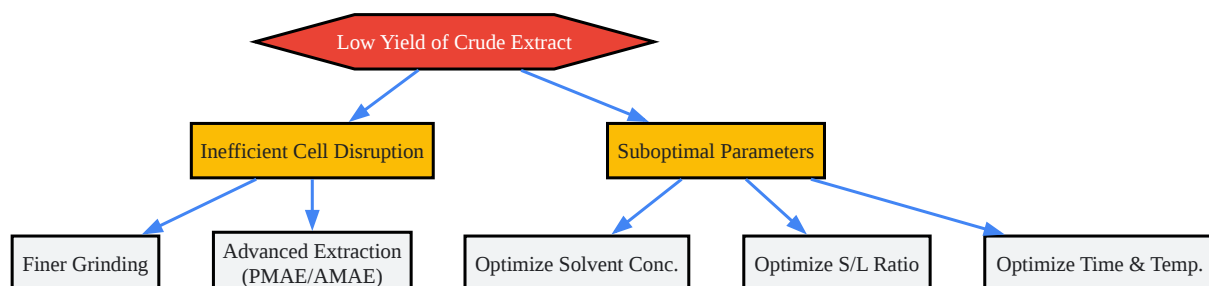 Low Yield of Crude Extract
Inefficient Cell Disruption
Suboptimal Parameters
Finer Grinding
Advanced Extraction
(PMAE/AMAE)
Optimize Solvent Conc.
Optimize S/L Ratio
Optimize Time & Temp.